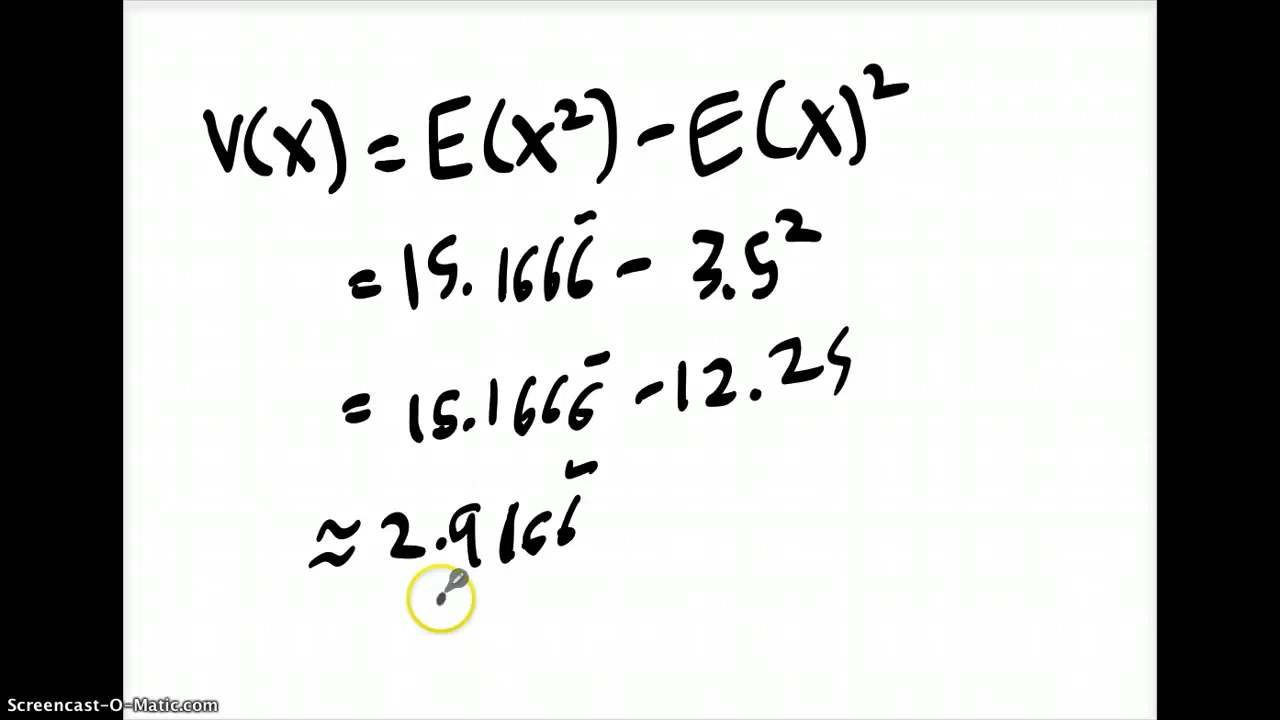 V(X) = E(X²) - E(X)²
= 15.1666̅ - 3.5²
= 15.1666̅ - 12.25
≈ 2.9166̅
Screencast-O-Matic.com